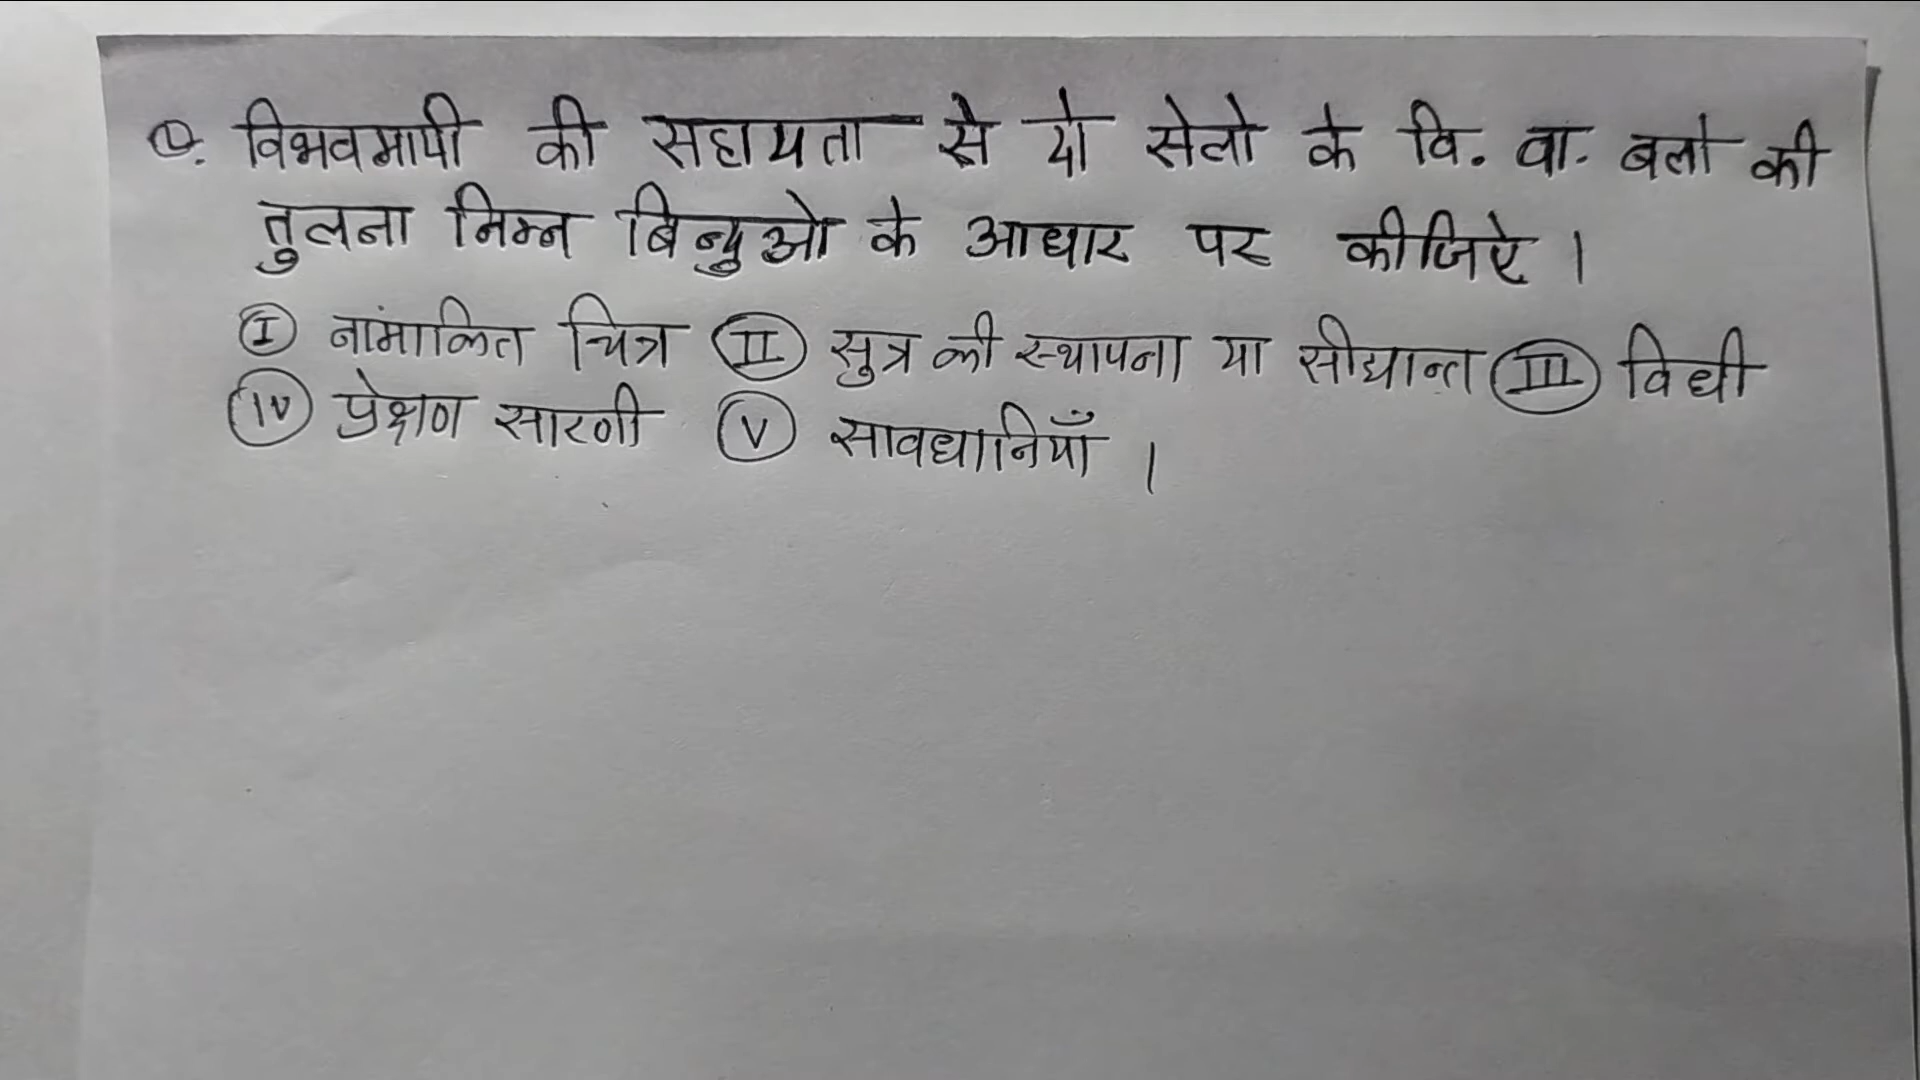 Q. विभवमापी की सहायता से दो सेलो के वि. वा. बलो की
तुलना निम्न बिन्दुओ के आधार पर कीजिऐ ।
Ⓘ नांमाकित चित्र II सुत्र की स्थापना या सीद्यान्त III विधी
IV प्रेक्षण सारणी V सावधानियाँ ।